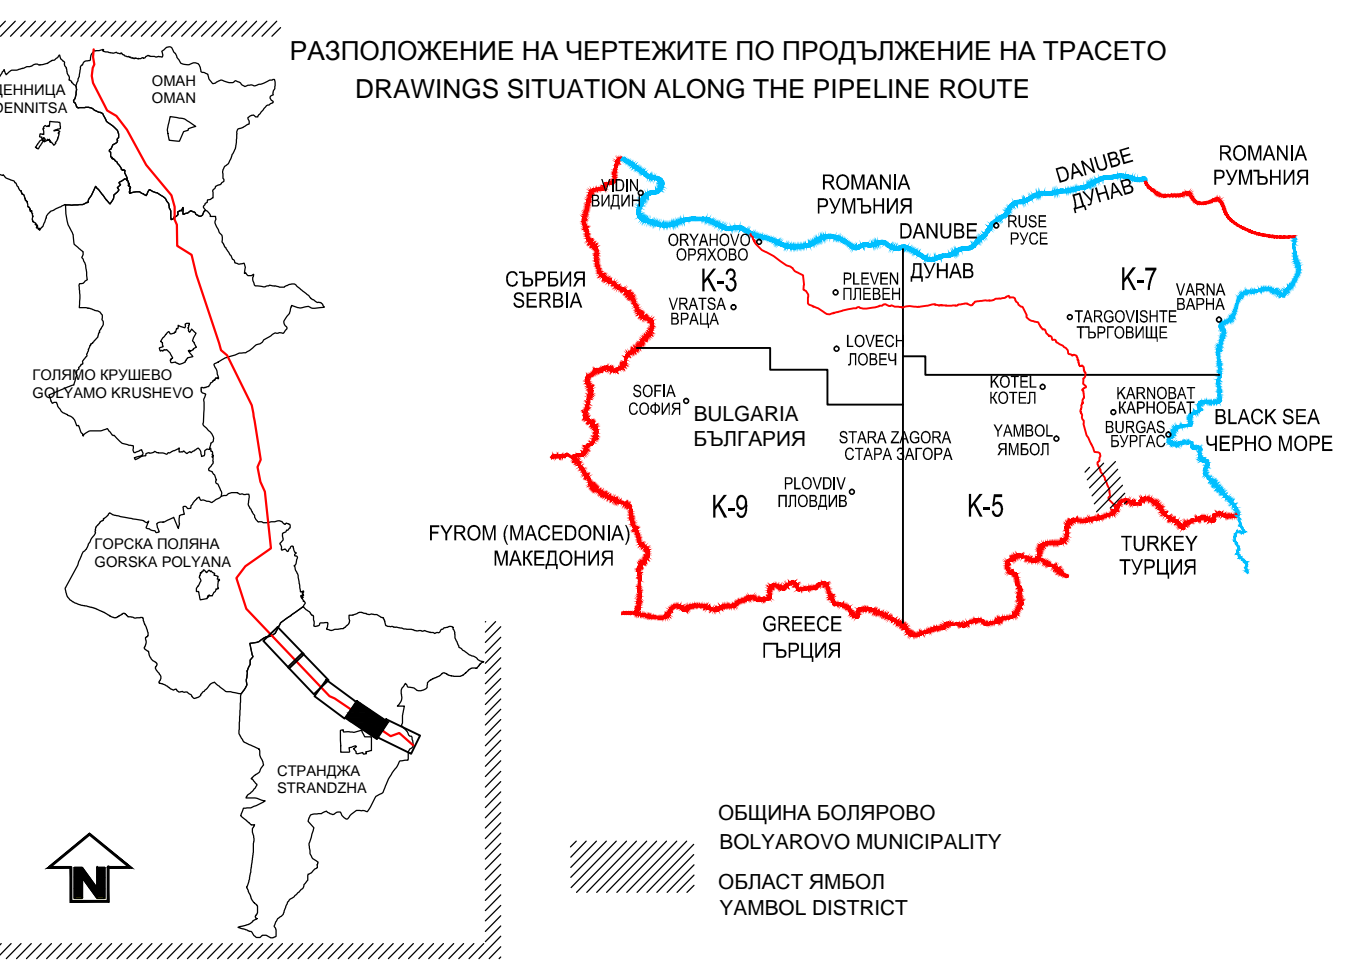 РАЗПОЛОЖЕНИЕ НА ЧЕРТЕЖИТЕ ПО ПРОДЪЛЖЕНИЕ НА ТРАСЕТО
DRAWINGS SITUATION ALONG THE PIPELINE ROUTE
ДЕННИЦА
DENNITSA
ОМАН
OMAN
ГОЛЯМО КРУШЕВО
GOLYAMO KRUSHEVO
ГОРСКА ПОЛЯНА
GORSKA POLYANA
СТРАНДЖА
STRANDZHA
N
VIDIN
ВИДИН
ROMANIA
РУМЪНИЯ
DANUBE
ДУНАВ
DANUBE
ДУНАВ
ROMANIA
РУМЪНИЯ
RUSE
РУСЕ
ORYAHOVO
ОРЯХОВО
K-3
PLEVEN
ПЛЕВЕН
K-7
VARNA
ВАРНА
СЪРБИЯ
SERBIA
VRATSA
ВРАЦА
TARGOVISHTE
ТЪРГОВИЩЕ
LOVECH
ЛОВЕЧ
SOFIA
СОФИЯ
BULGARIA
БЪЛГАРИЯ
KOTEL
КОТЕЛ
KARNOBAT
КАРНОБАТ
BURGAS
БУРГАС
BLACK SEA
ЧЕРНО МОРЕ
STARA ZAGORA
СТАРА ЗАГОРА
YAMBOL
ЯМБОЛ
PLOVDIV
ПЛОВДИВ
K-9
K-5
FYROM (MACEDONIA)
МАКЕДОНИЯ
TURKEY
ТУРЦИЯ
GREECE
ГЪРЦИЯ
ОБЩИНА БОЛЯРОВО
BOLYAROVO MUNICIPALITY
ОБЛАСТ ЯМБОЛ
YAMBOL DISTRICT